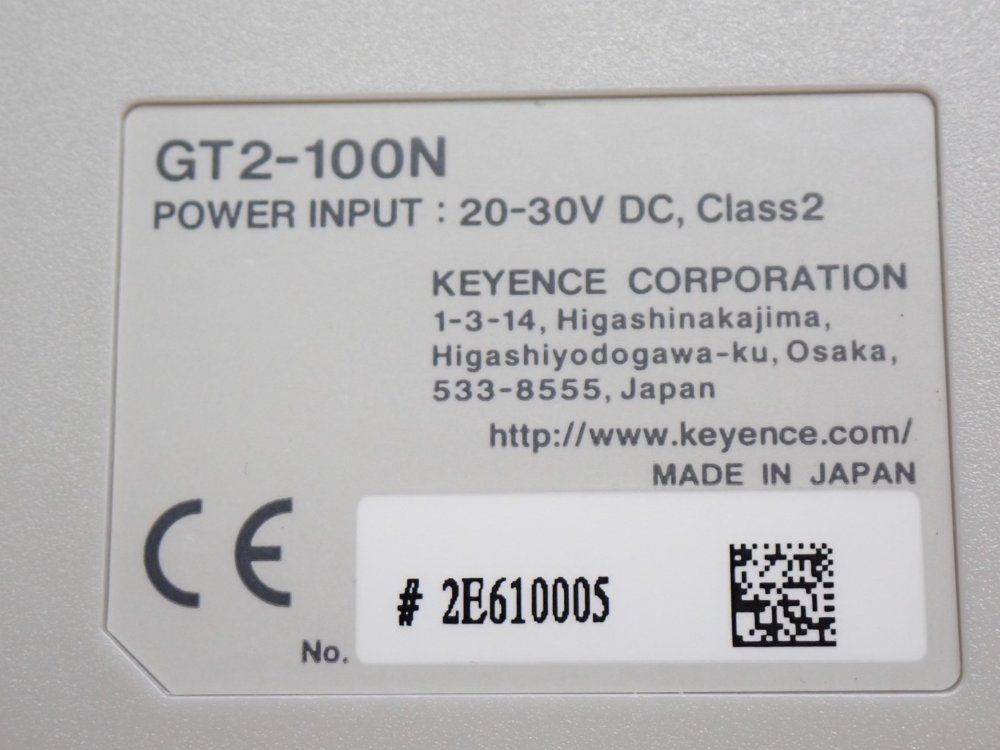 GT2-100N
POWER INPUT : 20-30V DC, Class2
KEYENCE CORPORATION
1-3-14, Higashinakajima,
Higashiyodogawa-ku, Osaka,
533-8555, Japan
http://www.keyence.com/
MADE IN JAPAN
CE
No. # 2E610005